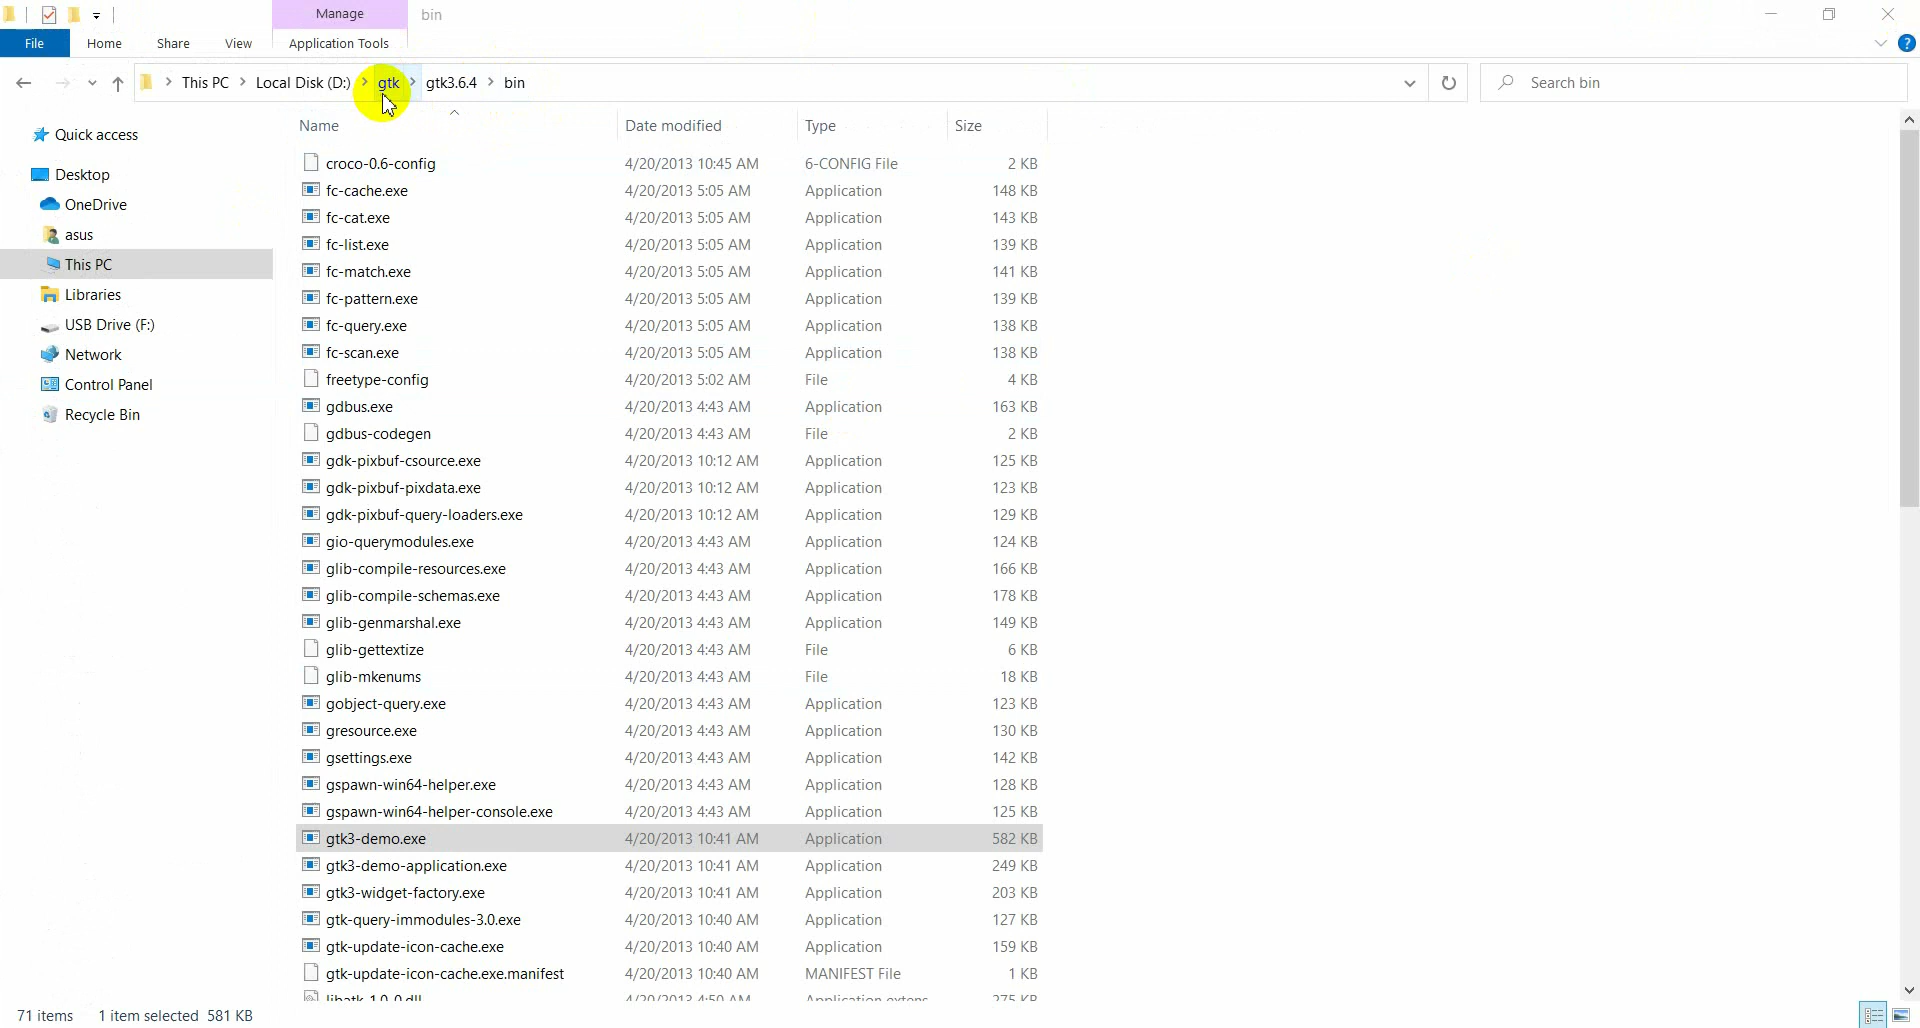 Manage
bin
File
Home
Share
View
Application Tools
This PC > Local Disk (D:) > gtk > gtk3.6.4 > bin
Search bin
Quick access
Desktop
OneDrive
asus
This PC
Libraries
USB Drive (F:)
Network
Control Panel
Recycle Bin
Name Date modified Type Size
croco-0.6-config 4/20/2013 10:45 AM 6-CONFIG File 2 KB
fc-cache.exe 4/20/2013 5:05 AM Application 148 KB
fc-cat.exe 4/20/2013 5:05 AM Application 143 KB
fc-list.exe 4/20/2013 5:05 AM Application 139 KB
fc-match.exe 4/20/2013 5:05 AM Application 141 KB
fc-pattern.exe 4/20/2013 5:05 AM Application 139 KB
fc-query.exe 4/20/2013 5:05 AM Application 138 KB
fc-scan.exe 4/20/2013 5:05 AM Application 138 KB
freetype-config 4/20/2013 5:02 AM File 4 KB
gdbus.exe 4/20/2013 4:43 AM Application 163 KB
gdbus-codegen 4/20/2013 4:43 AM File 2 KB
gdk-pixbuf-csource.exe 4/20/2013 10:12 AM Application 125 KB
gdk-pixbuf-pixdata.exe 4/20/2013 10:12 AM Application 123 KB
gdk-pixbuf-query-loaders.exe 4/20/2013 10:12 AM Application 129 KB
gio-querymodules.exe 4/20/2013 4:43 AM Application 124 KB
glib-compile-resources.exe 4/20/2013 4:43 AM Application 166 KB
glib-compile-schemas.exe 4/20/2013 4:43 AM Application 178 KB
glib-genmarshal.exe 4/20/2013 4:43 AM Application 149 KB
glib-gettextize 4/20/2013 4:43 AM File 6 KB
glib-mkenums 4/20/2013 4:43 AM File 18 KB
gobject-query.exe 4/20/2013 4:43 AM Application 123 KB
gresource.exe 4/20/2013 4:43 AM Application 130 KB
gsettings.exe 4/20/2013 4:43 AM Application 142 KB
gspawn-win64-helper.exe 4/20/2013 4:43 AM Application 128 KB
gspawn-win64-helper-console.exe 4/20/2013 4:43 AM Application 125 KB
gtk3-demo.exe 4/20/2013 10:41 AM Application 582 KB
gtk3-demo-application.exe 4/20/2013 10:41 AM Application 249 KB
gtk3-widget-factory.exe 4/20/2013 10:41 AM Application 203 KB
gtk-query-immodules-3.0.exe 4/20/2013 10:40 AM Application 127 KB
gtk-update-icon-cache.exe 4/20/2013 10:40 AM Application 159 KB
gtk-update-icon-cache.exe.manifest 4/20/2013 10:40 AM MANIFEST File 1 KB
libatk-1.0-0.dll 4/20/2013 4:50 AM Application extens 275 KB
71 items 1 item selected 581 KB